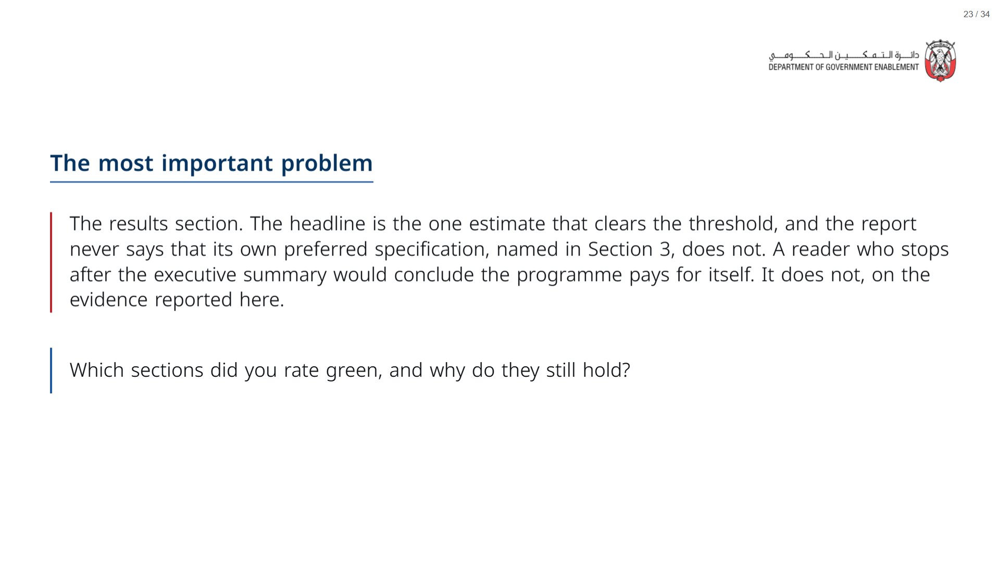 23 / 34
دائرة التمكين الحكومي
DEPARTMENT OF GOVERNMENT ENABLEMENT
The most important problem
The results section. The headline is the one estimate that clears the threshold, and the report
never says that its own preferred specification, named in Section 3, does not. A reader who stops
after the executive summary would conclude the programme pays for itself. It does not, on the
evidence reported here.
Which sections did you rate green, and why do they still hold?